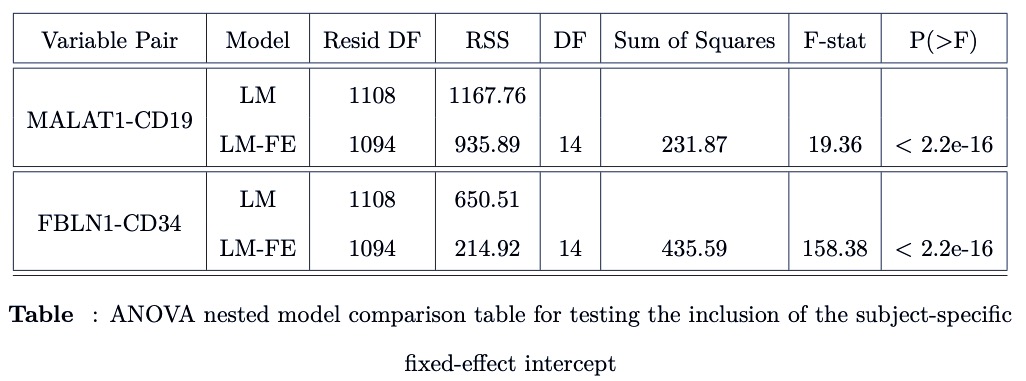 Variable Pair Model Resid DF RSS DF Sum of Squares F-stat P(>F)
MALAT1-CD19
LM 1108 1167.76
LM-FE 1094 935.89 14 231.87 19.36 < 2.2e-16
FBLN1-CD34
LM 1108 650.51
LM-FE 1094 214.92 14 435.59 158.38 < 2.2e-16
Table : ANOVA nested model comparison table for testing the inclusion of the subject-specific
fixed-effect intercept